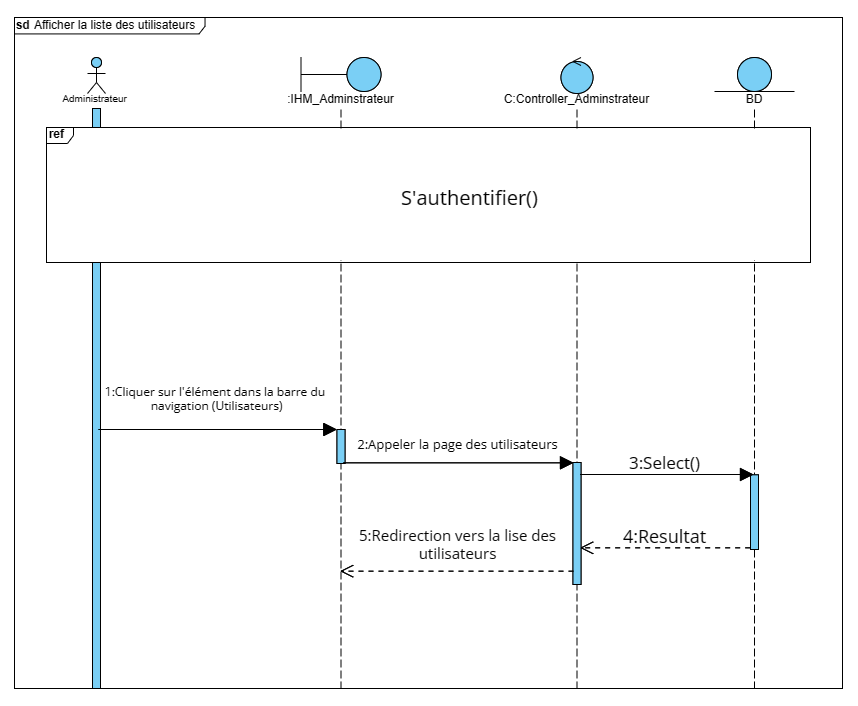 sd Afficher la liste des utilisateurs
Administrateur
:IHM_Adminstrateur
C:Controller_Adminstrateur
BD
ref
S'authentifier()
1:Cliquer sur l'élément dans la barre du
navigation (Utilisateurs)
2:Appeler la page des utilisateurs
3:Select()
4:Resultat
5:Redirection vers la lise des
utilisateurs